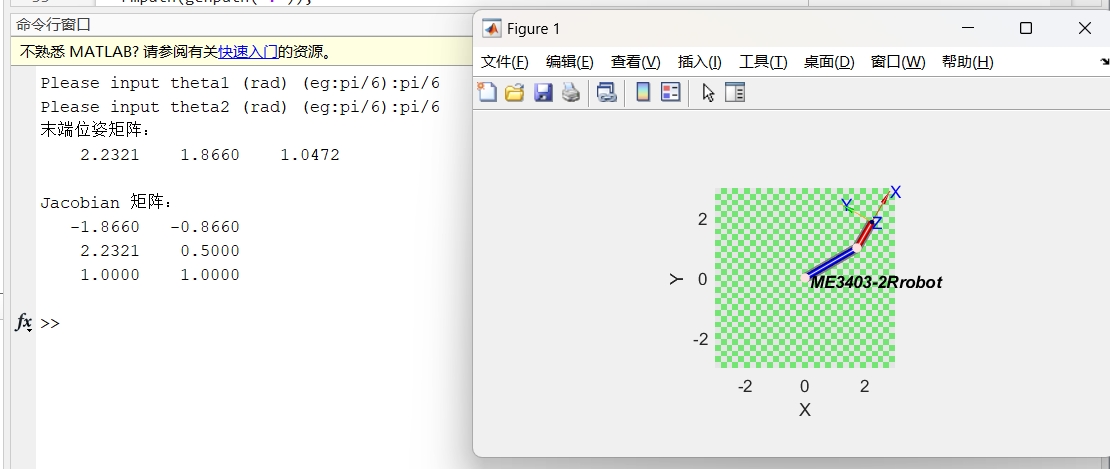 rmpath(genpath('.'));
命令行窗口
不熟悉 MATLAB? 请参阅有关快速入门的资源。
Please input theta1 (rad) (eg:pi/6):pi/6
Please input theta2 (rad) (eg:pi/6):pi/6
末端位姿矩阵:
2.2321 1.8660 1.0472
Jacobian 矩阵:
-1.8660 -0.8660
2.2321 0.5000
1.0000 1.0000
fx >>
Figure 1
文件(F) 编辑(E) 查看(V) 插入(I) 工具(T) 桌面(D) 窗口(W) 帮助(H)
X
Y
Z
2
Y 0
ME3403-2Rrobot
-2
-2 0 2
X